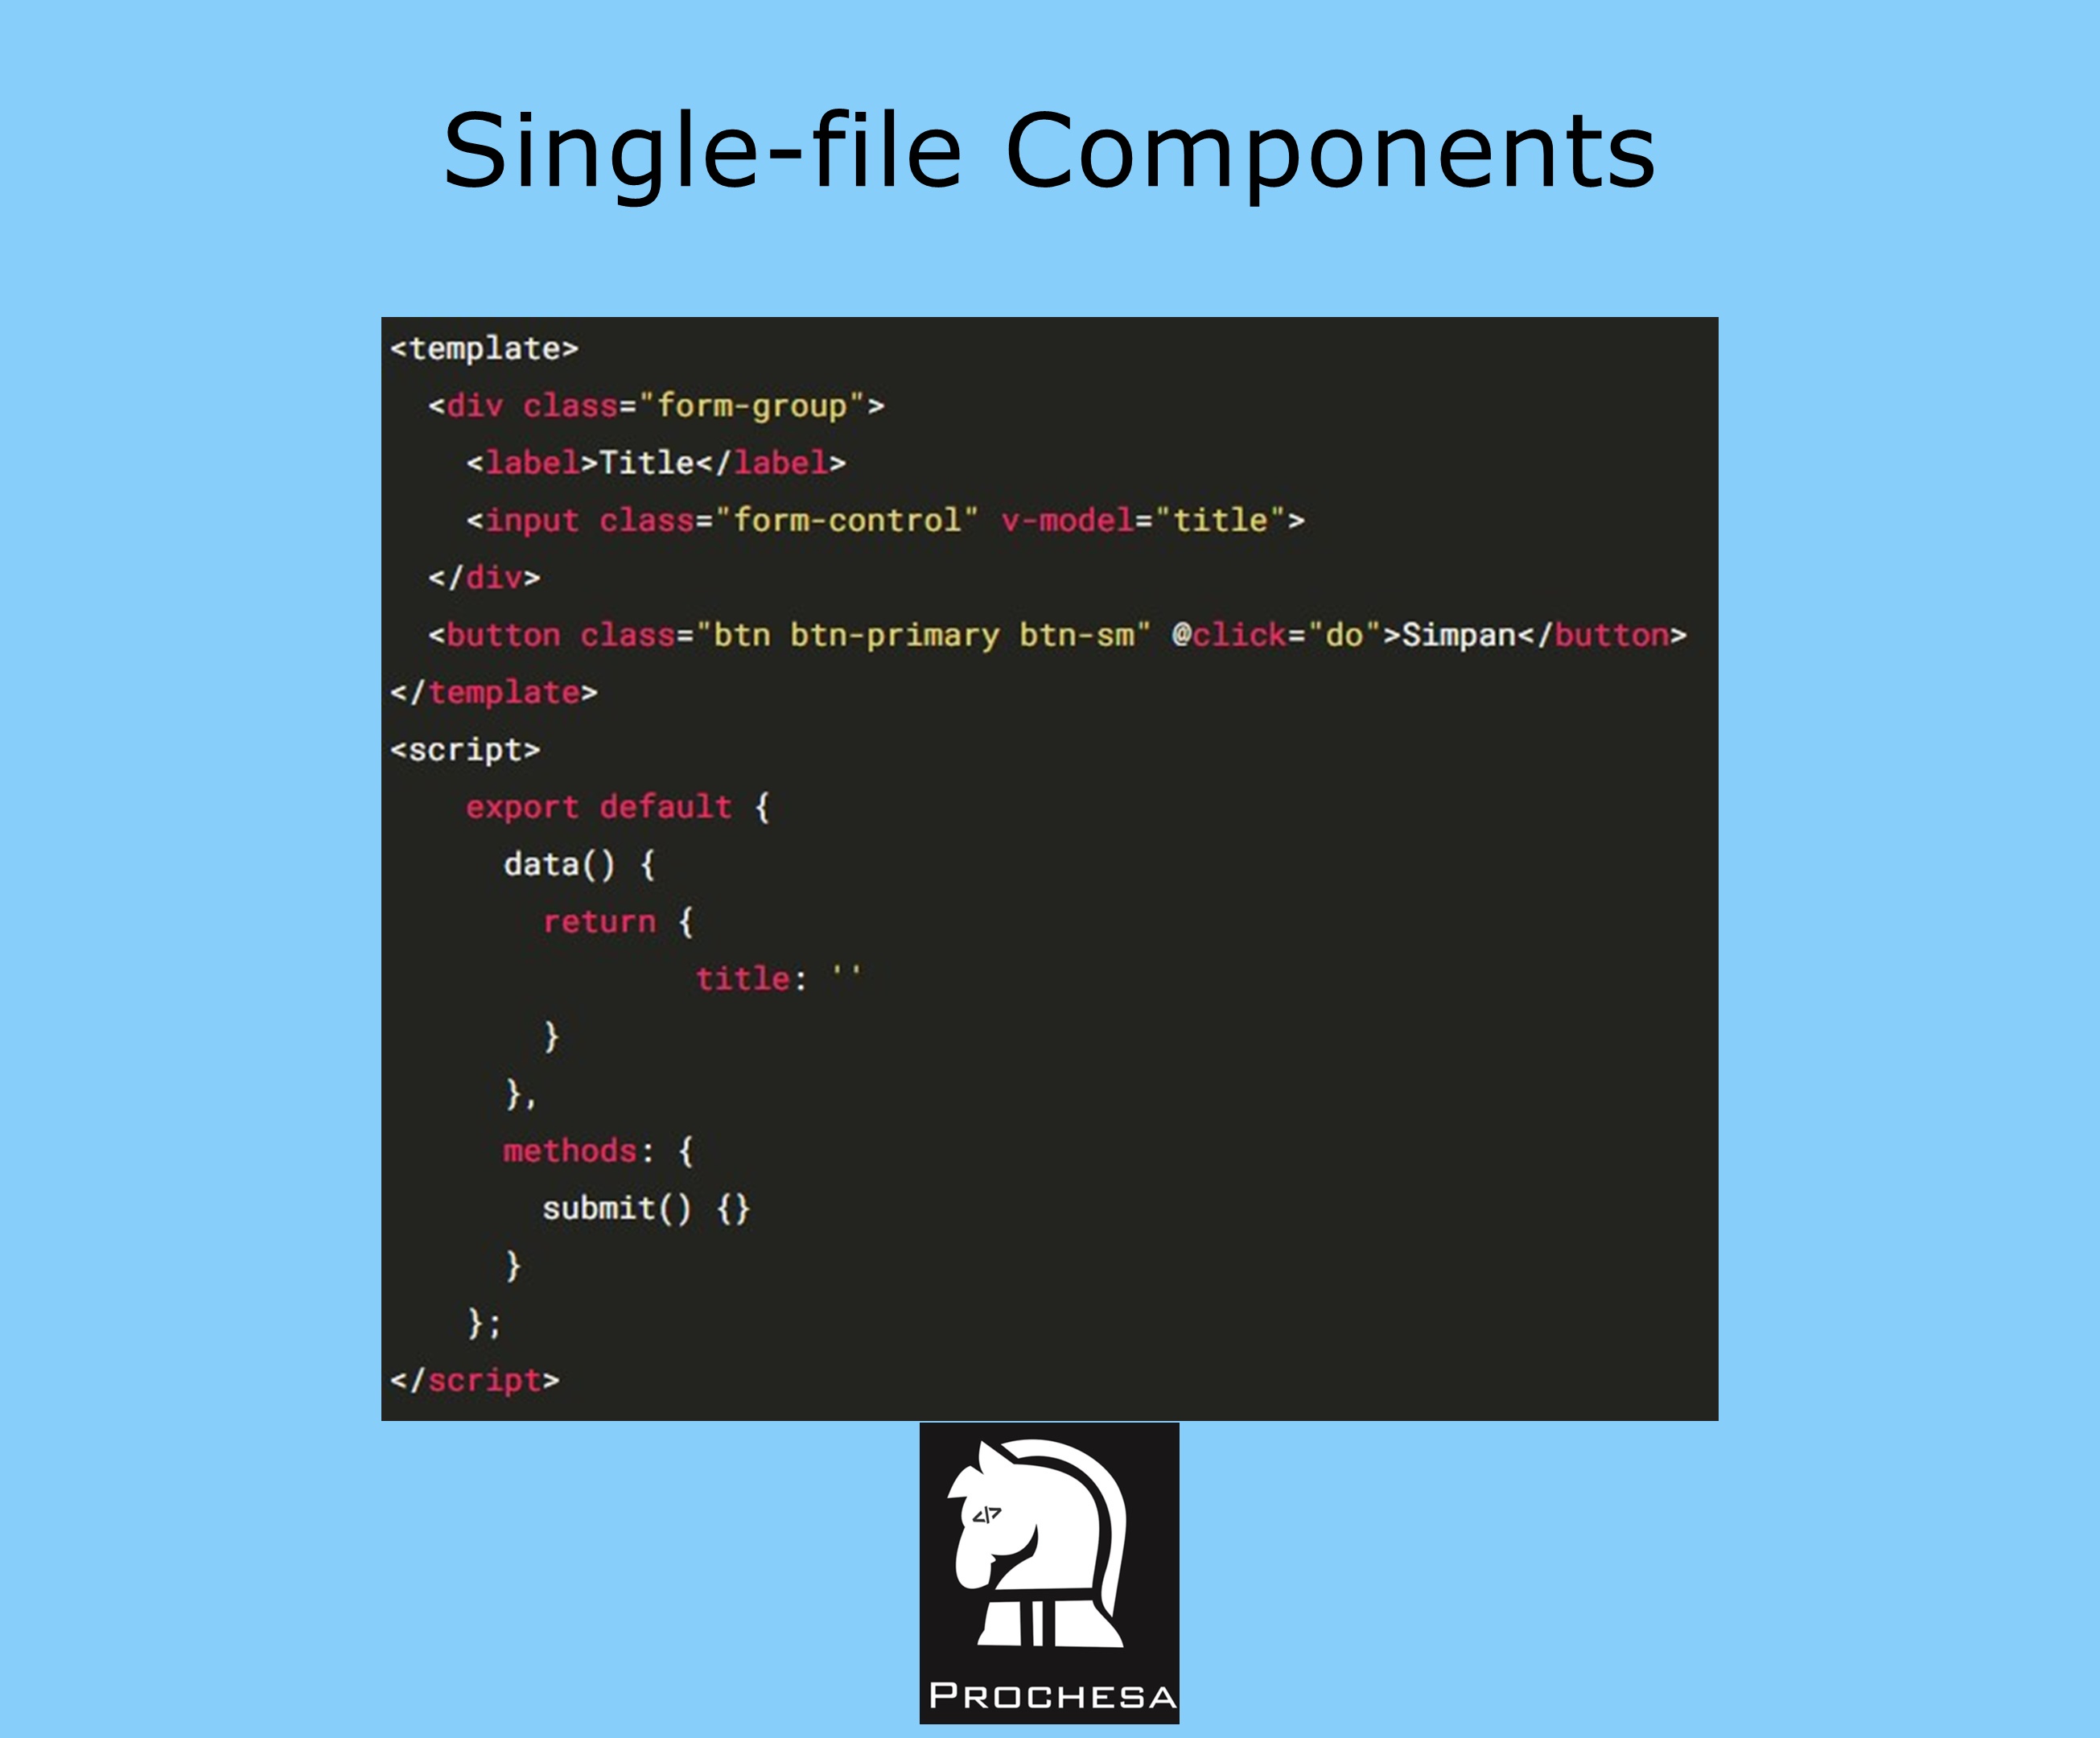 Single-file Components
<template>
  <div class="form-group">
    <label>Title</label>
    <input class="form-control" v-model="title">
  </div>
  <button class="btn btn-primary btn-sm" @click="do">Simpan</button>
</template>
<script>
    export default {
      data() {
        return {
                title: ''
        }
      },
      methods: {
        submit() {}
      }
    };
</script>
</>
PROCHESA